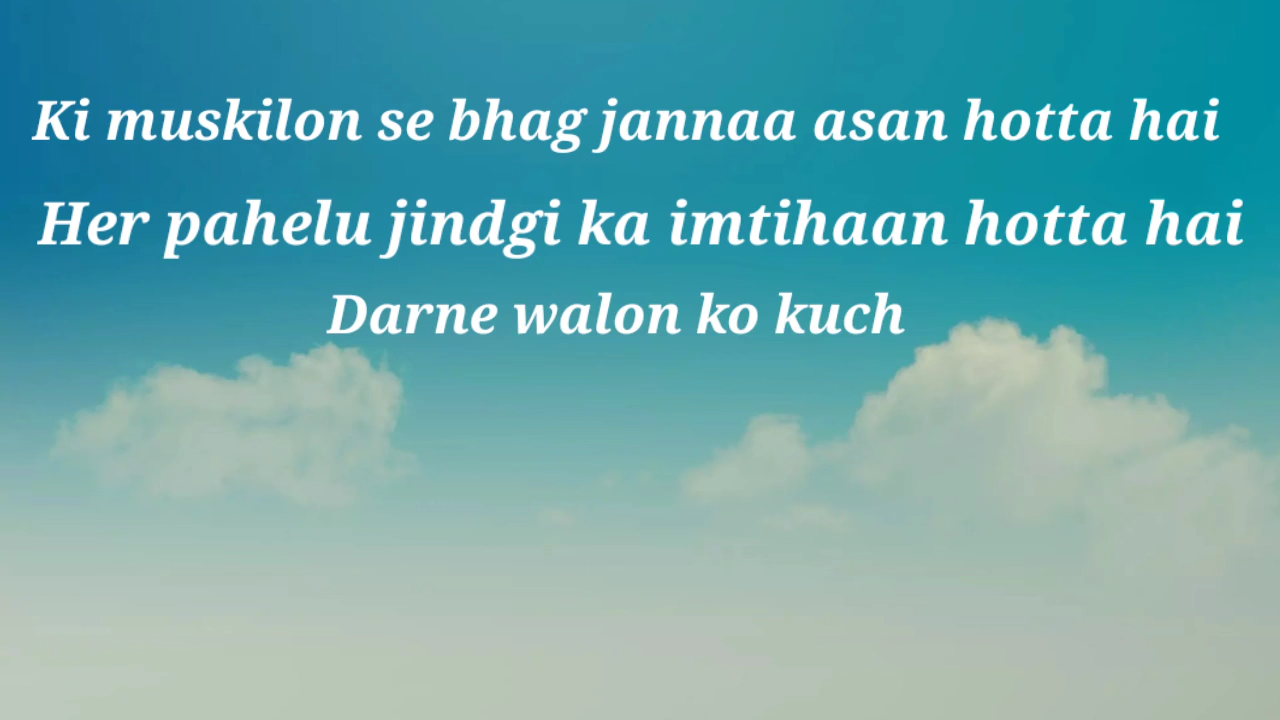 Ki muskilon se bhag jannaa asan hotta hai
Her pahelu jindgi ka imtihaan hotta hai
Darne walon ko kuch